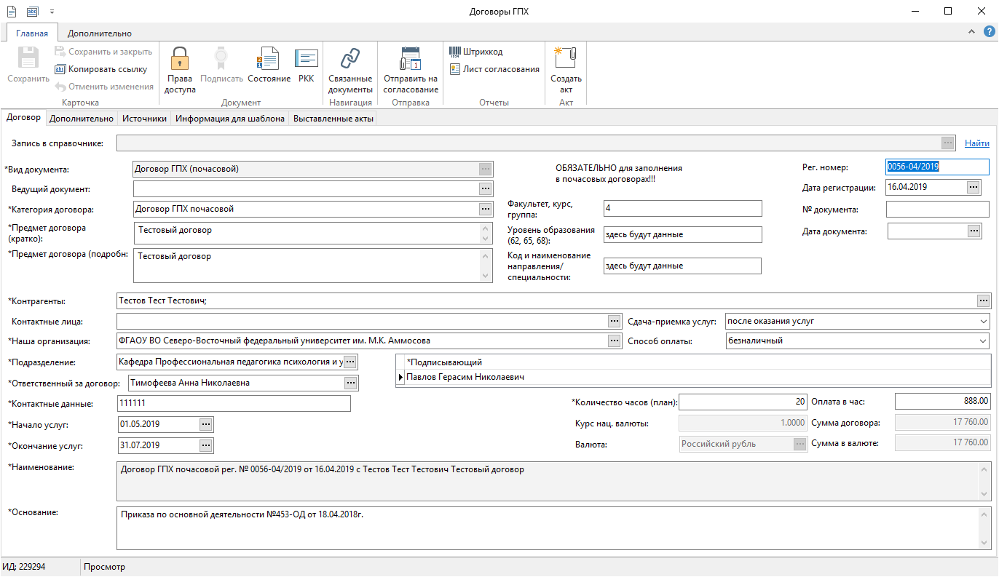 Договоры ГПХ
Главная Дополнительно
Сохранить
Сохранить и закрыть
Копировать ссылку
Отменить изменения
Карточка
Права
доступа
Подписать
Состояние
РКК
Документ
Связанные
документы
Навигация
Отправить на
согласование
Отправка
Штрихкод
Лист согласования
Отчеты
Создать
акт
Акт
Договор Дополнительно Источники Информация для шаблона Выставленные акты
Запись в справочнике: Найти
*Вид документа: Договор ГПХ (почасовой)
Ведущий документ:
*Категория договора: Договор ГПХ почасовой
*Предмет договора
(кратко):
Тестовый договор
*Предмет договора (подробн:
Тестовый договор
ОБЯЗАТЕЛЬНО для заполнения
в почасовых договорах!!!
Факультет, курс,
группа:
4
Уровень образования
(62, 65, 68):
здесь будут данные
Код и наименование
направления/
специальности:
здесь будут данные
Рег. номер: 0056-04/2019
Дата регистрации: 16.04.2019
№ документа:
Дата документа:
*Контрагенты: Тестов Тест Тестович;
Контактные лица: Сдача-приемка услуг: после оказания услуг
*Наша организация: ФГАОУ ВО Северо-Восточный федеральный университет им. М.К. Аммосова Способ оплаты: безналичный
*Подразделение: Кафедра Профессиональная педагогика психология и у *Подписывающий
Павлов Герасим Николаевич
*Ответственный за договор: Тимофеева Анна Николаевна
*Контактные данные: 111111 *Количество часов (план): 20 Оплата в час: 888.00
*Начало услуг: 01.05.2019 Курс нац. валюты: 1.0000 Сумма договора: 17 760.00
*Окончание услуг: 31.07.2019 Валюта: Российский рубль Сумма в валюте: 17 760.00
*Наименование: Договор ГПХ почасовой рег. № 0056-04/2019 от 16.04.2019 с Тестов Тест Тестович Тестовый договор
*Основание: Приказа по основной деятельности №453-ОД от 18.04.2018г.
ИД: 229294 Просмотр